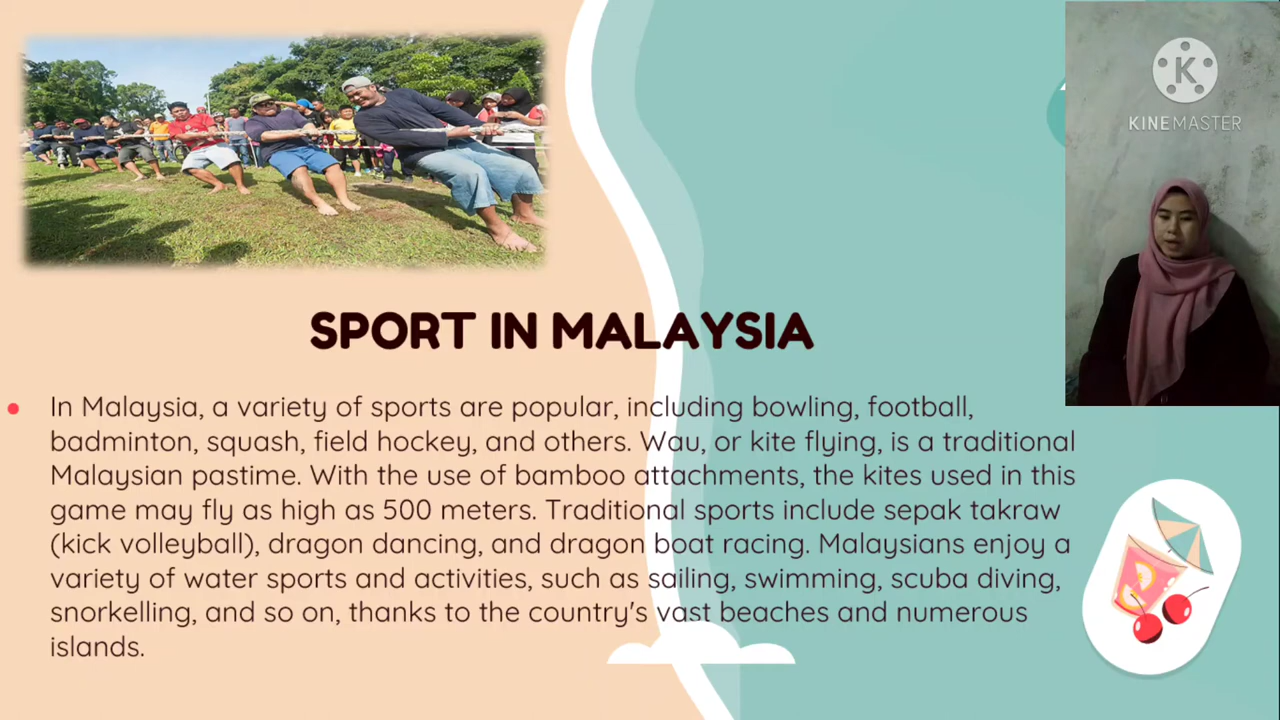 K
KINEMASTER
SPORT IN MALAYSIA
In Malaysia, a variety of sports are popular, including bowling, football,
badminton, squash, field hockey, and others. Wau, or kite flying, is a traditional
Malaysian pastime. With the use of bamboo attachments, the kites used in this
game may fly as high as 500 meters. Traditional sports include sepak takraw
(kick volleyball), dragon dancing, and dragon boat racing. Malaysians enjoy a
variety of water sports and activities, such as sailing, swimming, scuba diving,
snorkelling, and so on, thanks to the country's vast beaches and numerous
islands.